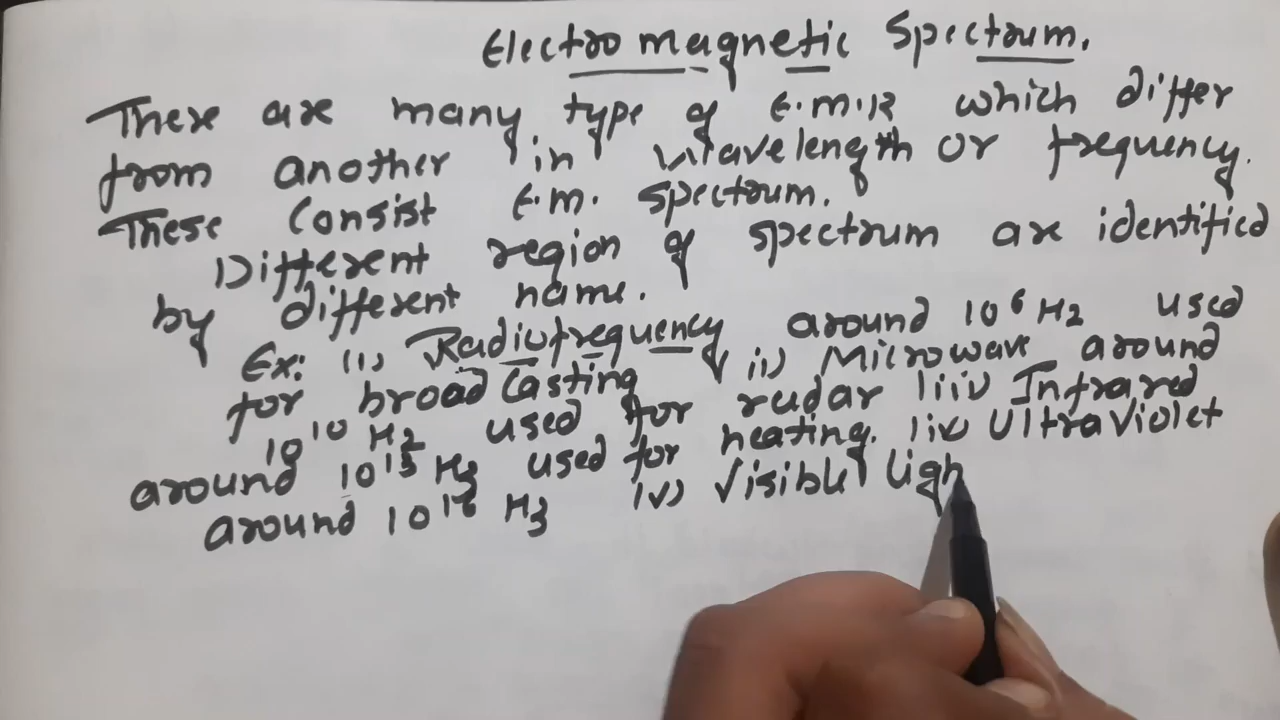 Electromagnetic Spectrum.
There are many type of E.M.R which differ
from another in wavelength or frequency.
These Consist E.m. spectrum.
Different region of spectrum are identified
by different name.
Ex: (i) Radiofrequency around 10⁶ Hz used
for broadCasting ii) Microwave around
10¹⁰ Hz used for radar (iii) Infrared
around 10¹³ Hz used for heating. (iv) UltraViolet
around 10¹⁶ Hz (v) Visible Ligh